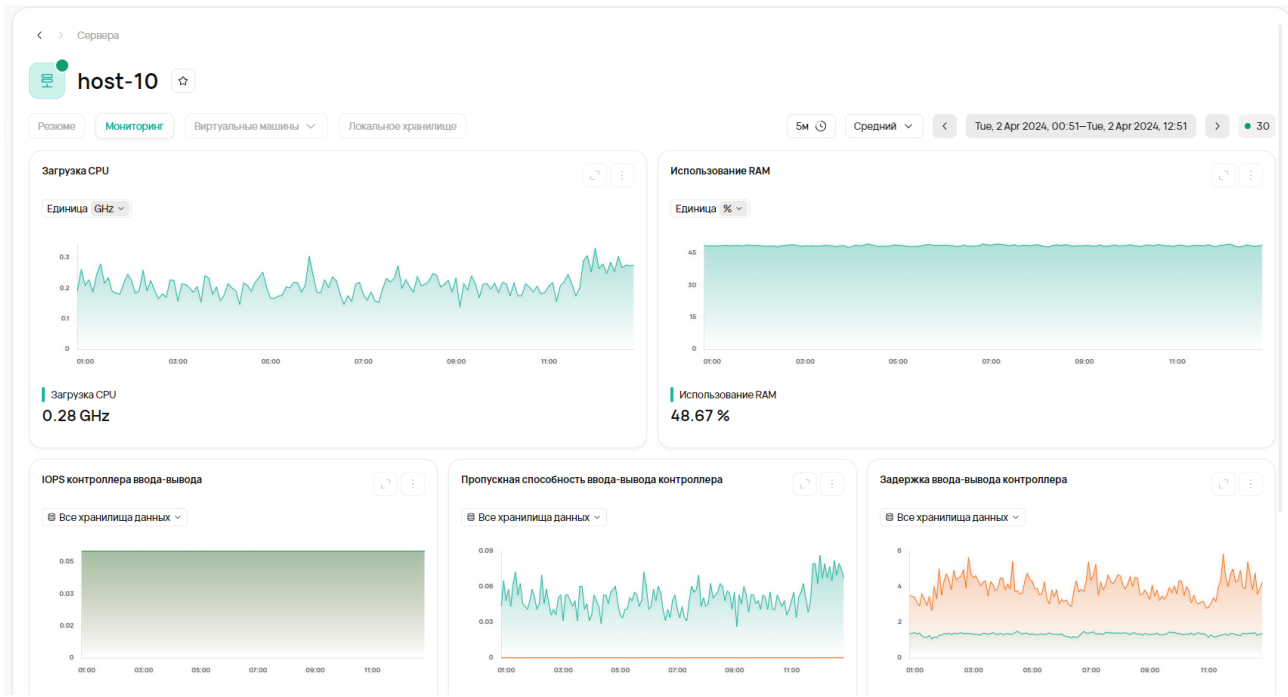 Сервера
host-10
Резюме Мониторинг Виртуальные машины Локальное хранилище 5м Средний Tue, 2 Apr 2024, 00:51—Tue, 2 Apr 2024, 12:51 30
Загрузка CPU
Единица GHz
0.3
0.2
0.1
0
01:00 03:00 05:00 07:00 09:00 11:00
Загрузка CPU
0.28 GHz
Использование RAM
Единица %
45
30
15
0
01:00 03:00 05:00 07:00 09:00 11:00
Использование RAM
48.67 %
IOPS контроллера ввода-вывода
Все хранилища данных
0.05
0.03
0.02
0
01:00 03:00 05:00 07:00 09:00 11:00
Пропускная способность ввода-вывода контроллера
Все хранилища данных
0.09
0.06
0.03
0
01:00 03:00 05:00 07:00 09:00 11:00
Задержка ввода-вывода контроллера
Все хранилища данных
6
4
2
0
01:00 03:00 05:00 07:00 09:00 11:00